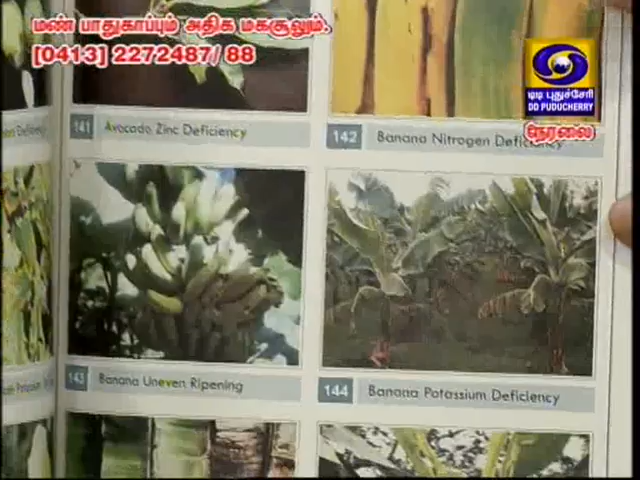 மண் பாதுகாப்பும் அதிக மகசூலும்.
[0413] 2272487/ 88
டிடி புதுச்சேரி
DD PUDUCHERRY
நேரலை
141 Avocado Zinc Deficiency
142 Banana Nitrogen Deficiency
143 Banana Uneven Ripening
144 Banana Potassium Deficiency